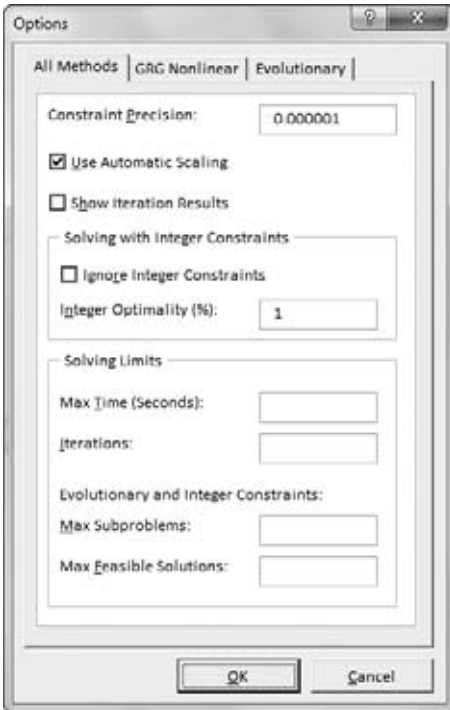 Options
All Methods GRG Nonlinear Evolutionary
Constraint Precision: 0.000001
Use Automatic Scaling
Show Iteration Results
Solving with Integer Constraints
Ignore Integer Constraints
Integer Optimality (%): 1
Solving Limits
Max Time (Seconds):
Iterations:
Evolutionary and Integer Constraints:
Max Subproblems:
Max Feasible Solutions:
OK Cancel